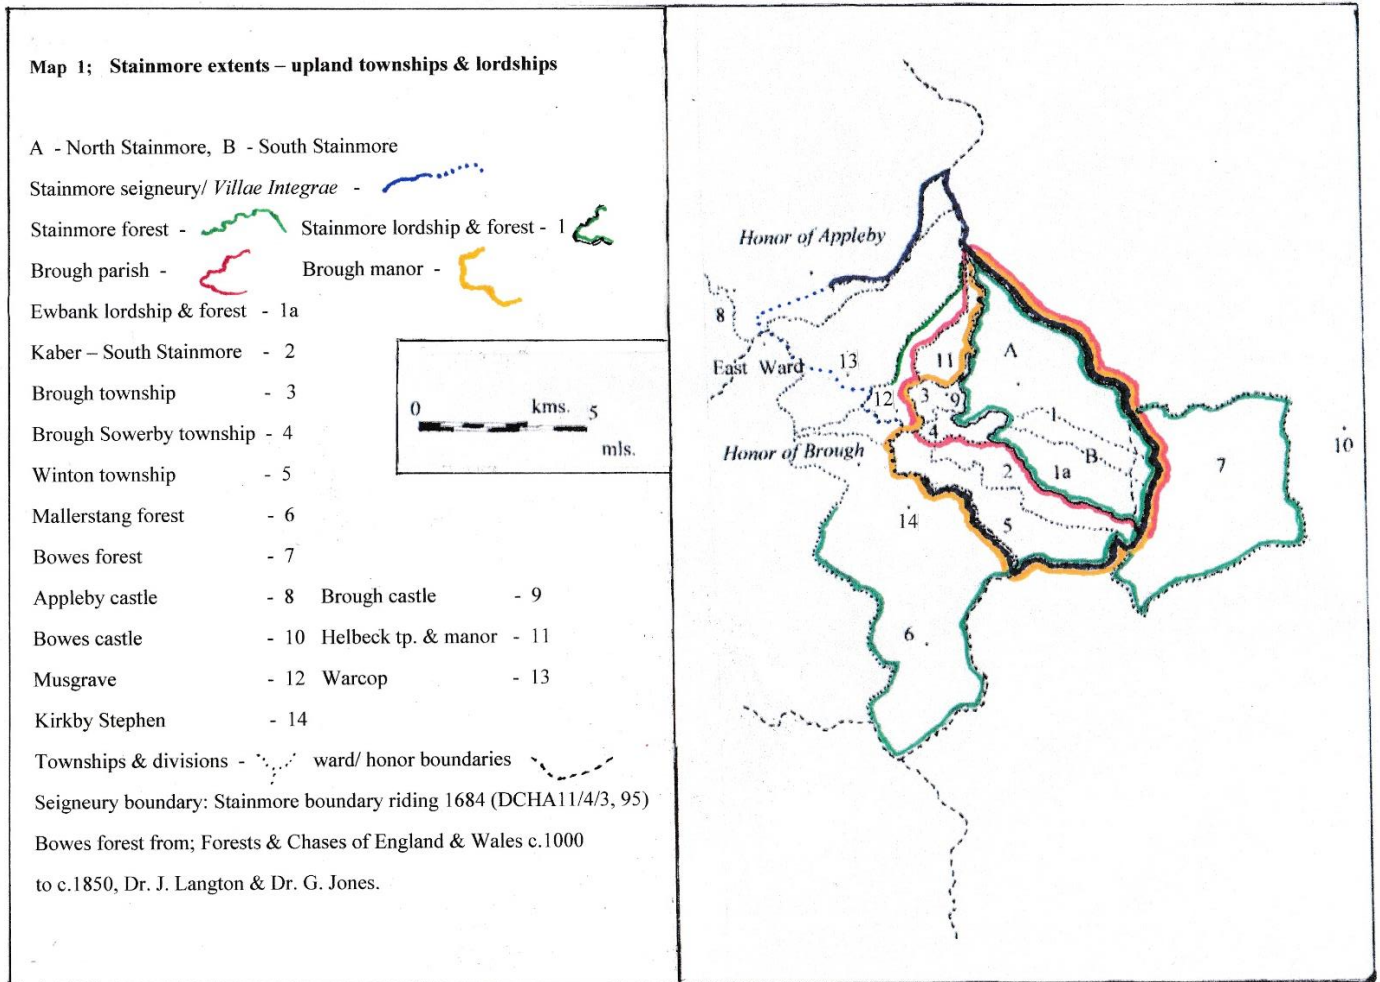 Map 1; Stainmore extents – upland townships & lordships
A - North Stainmore, B - South Stainmore
Stainmore seigneury/ Villae Integrae -
Stainmore forest - Stainmore lordship & forest - 1
Brough parish - Brough manor -
Ewbank lordship & forest - 1a
Kaber – South Stainmore - 2
Brough township - 3
Brough Sowerby township - 4
Winton township - 5
Mallerstang forest - 6
Bowes forest - 7
Appleby castle - 8 Brough castle - 9
Bowes castle - 10 Helbeck tp. & manor - 11
Musgrave - 12 Warcop - 13
Kirkby Stephen - 14
Townships & divisions - ward/ honor boundaries
Seigneury boundary: Stainmore boundary riding 1684 (DCHA11/4/3, 95)
Bowes forest from; Forests & Chases of England & Wales c.1000
to c.1850, Dr. J. Langton & Dr. G. Jones.
0 kms. 5
mls.
Honor of Appleby
8
East Ward
13
11
A
12
3
9
1
4
Honor of Brough
B
2
1a
7
10
14
5
6